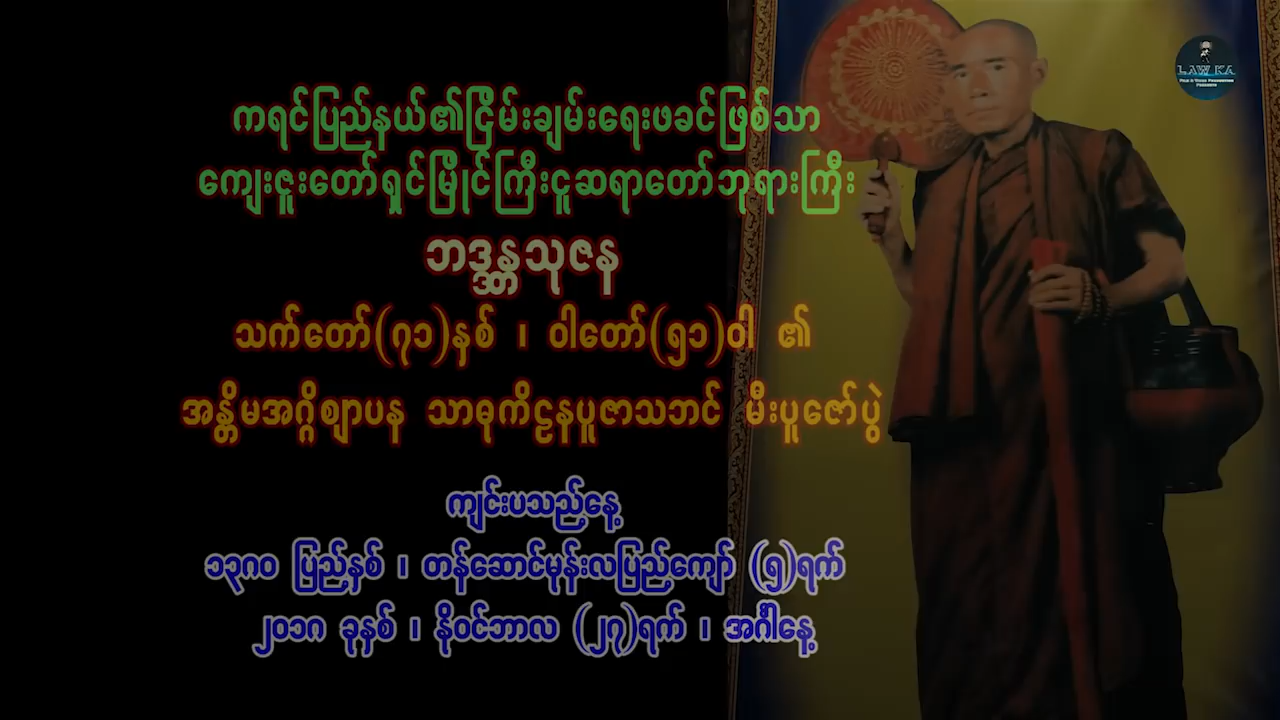 ကရင်ပြည်နယ်၏ငြိမ်းချမ်းရေးဖခင်ဖြစ်သာ
ကျေးဇူးတော်ရှင်မြိုင်ကြီးငူဆရာတော်ဘုရားကြီး
ဘဒ္ဒန္တသုဇန
သက်တော်(၇၁)နှစ် ၊ ဝါတော်(၅၁)ဝါ ၏
အန္တိမအဂ္ဂိဈာပန သာဓုကိဠနပူဇာသဘင် မီးပူဇော်ပွဲ
ကျင်းပသည့်နေ့
၁၃၈၀ ပြည့်နှစ် ၊ တန်ဆောင်မုန်းလပြည့်ကျော် (၅)ရက်
၂၀၁၈ ခုနှစ် ၊ နိုဝင်ဘာလ (၂၇)ရက် ၊ အင်္ဂါနေ့
LAW KA